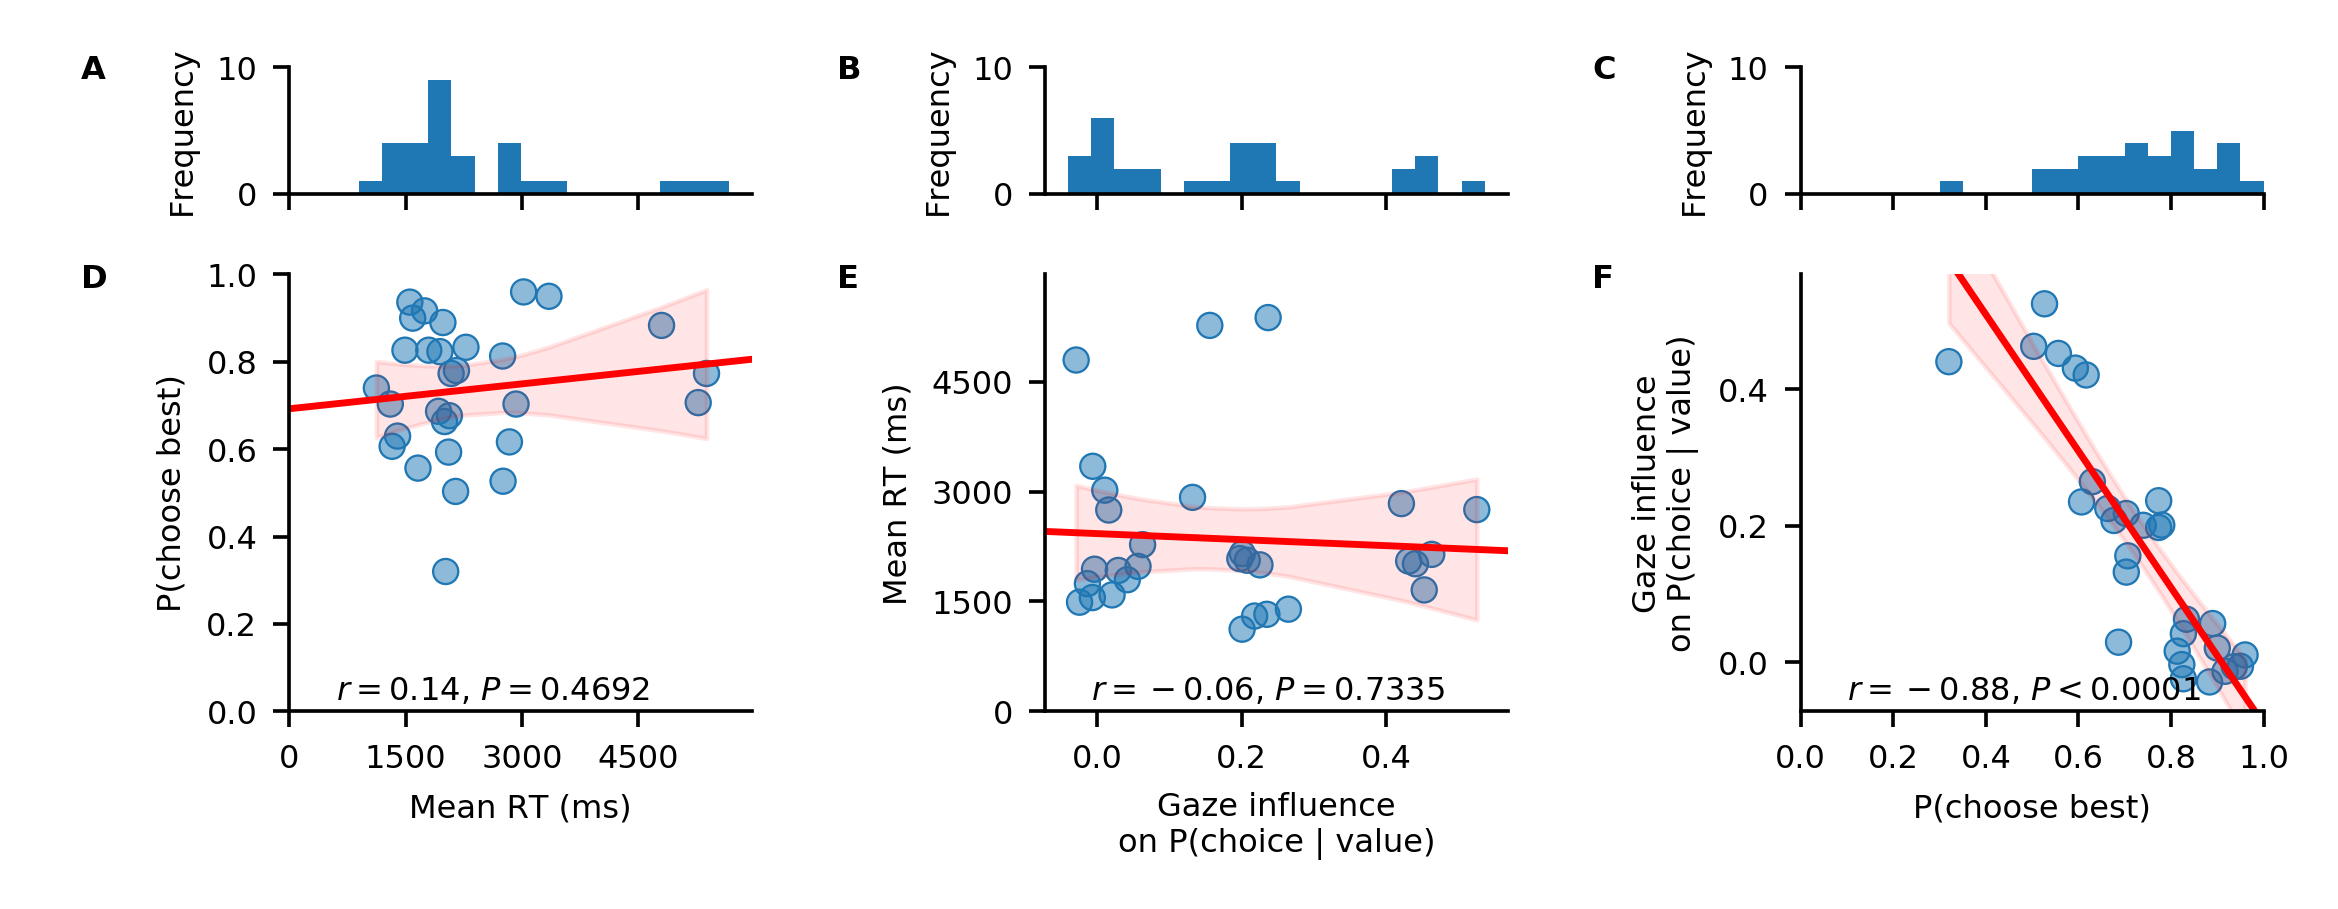 A
Frequency
10
0
B
Frequency
10
0
C
Frequency
10
0
D
P(choose best)
1.0
0.8
0.6
0.4
0.2
0.0
r = 0.14, P = 0.4692
0 1500 3000 4500
Mean RT (ms)
E
Mean RT (ms)
4500
3000
1500
0
r = −0.06, P = 0.7335
0.0 0.2 0.4
Gaze influence
on P(choice | value)
F
Gaze influence
on P(choice | value)
0.4
0.2
0.0
r = −0.88, P < 0.0001
0.0 0.2 0.4 0.6 0.8 1.0
P(choose best)